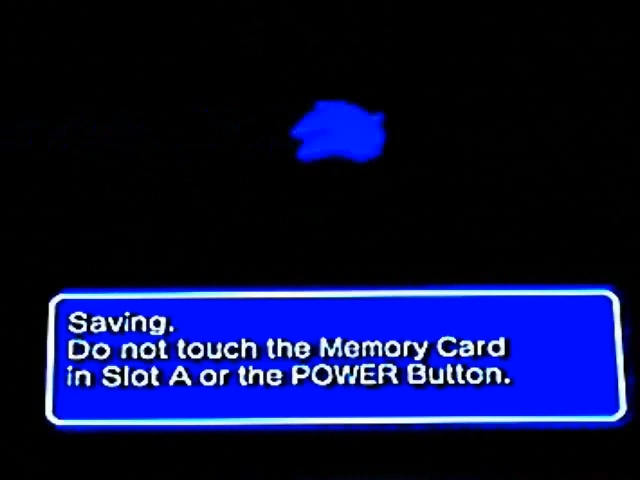 Saving.
Do not touch the Memory Card
in Slot A or the POWER Button.